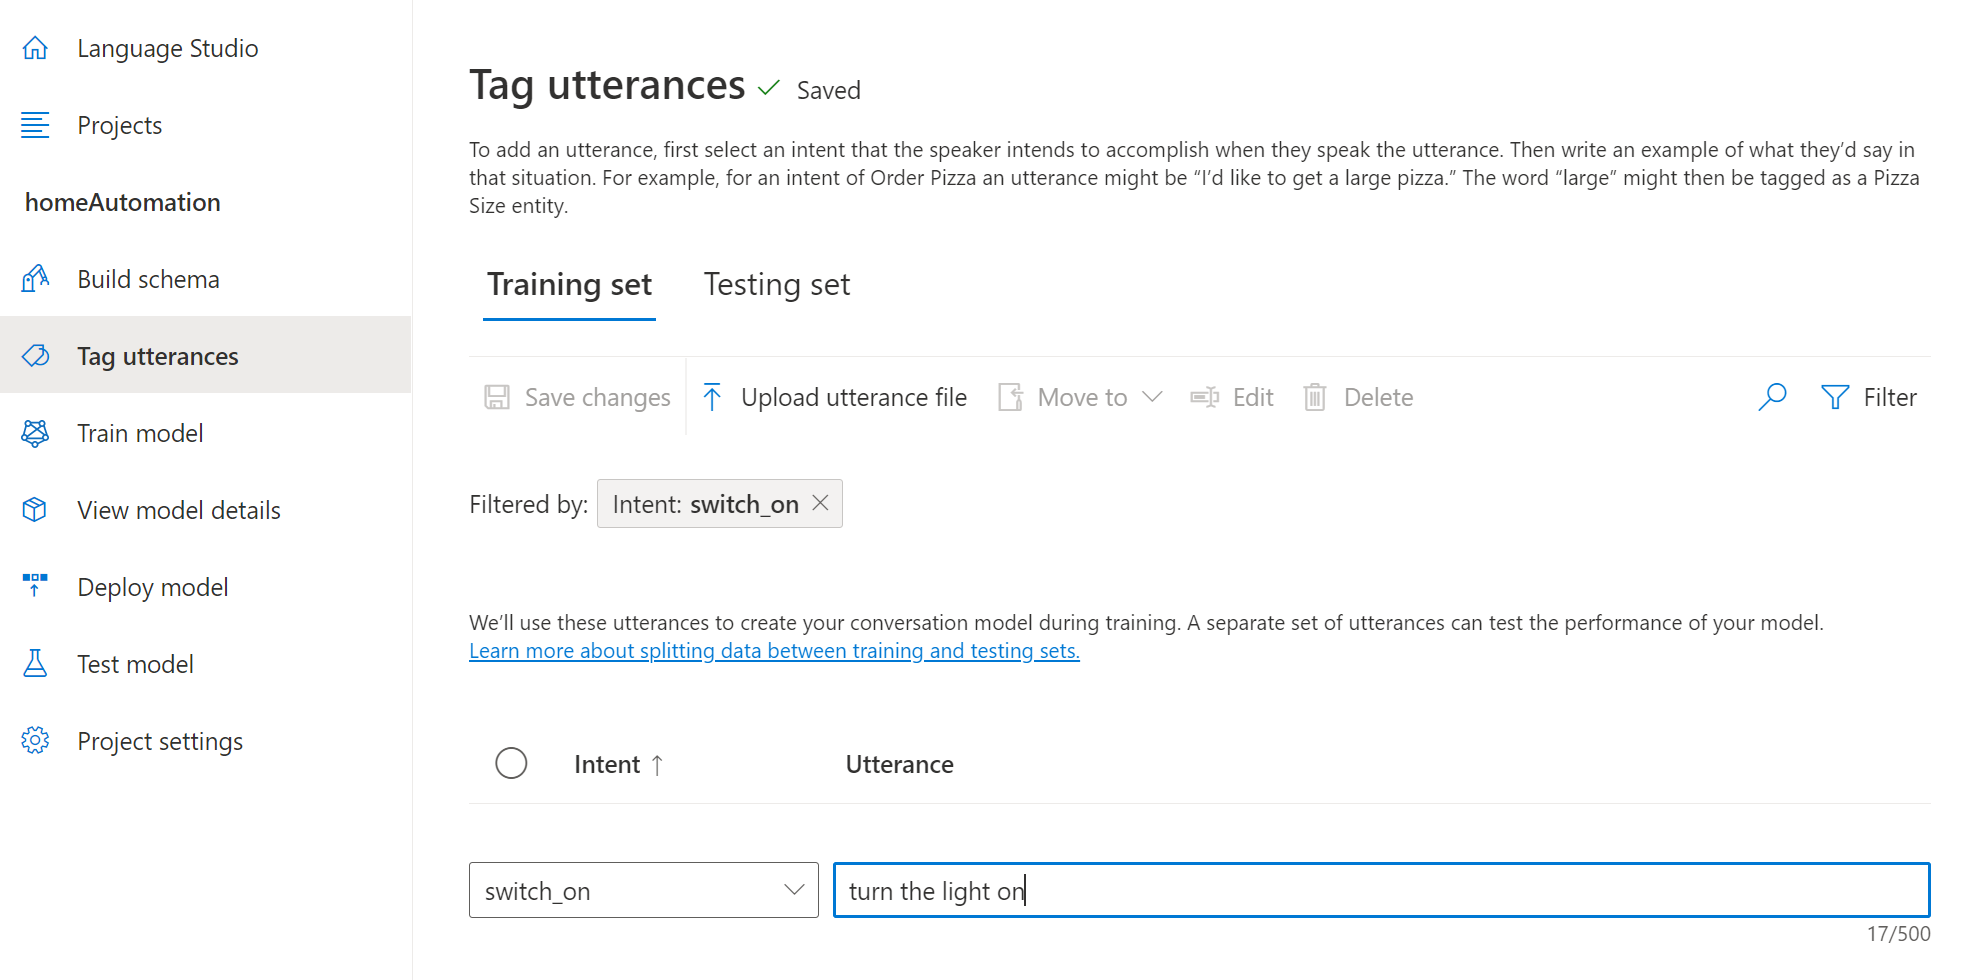 Language Studio
Projects
homeAutomation
Build schema
Tag utterances
Train model
View model details
Deploy model
Test model
Project settings
Tag utterances Saved
To add an utterance, first select an intent that the speaker intends to accomplish when they speak the utterance. Then write an example of what they’d say in
that situation. For example, for an intent of Order Pizza an utterance might be “I’d like to get a large pizza.” The word “large” might then be tagged as a Pizza
Size entity.
Training set Testing set
Save changes Upload utterance file Move to Edit Delete Filter
Filtered by: Intent: switch_on
We’ll use these utterances to create your conversation model during training. A separate set of utterances can test the performance of your model.
Learn more about splitting data between training and testing sets.
Intent ↑ Utterance
switch_on turn the light on
17/500